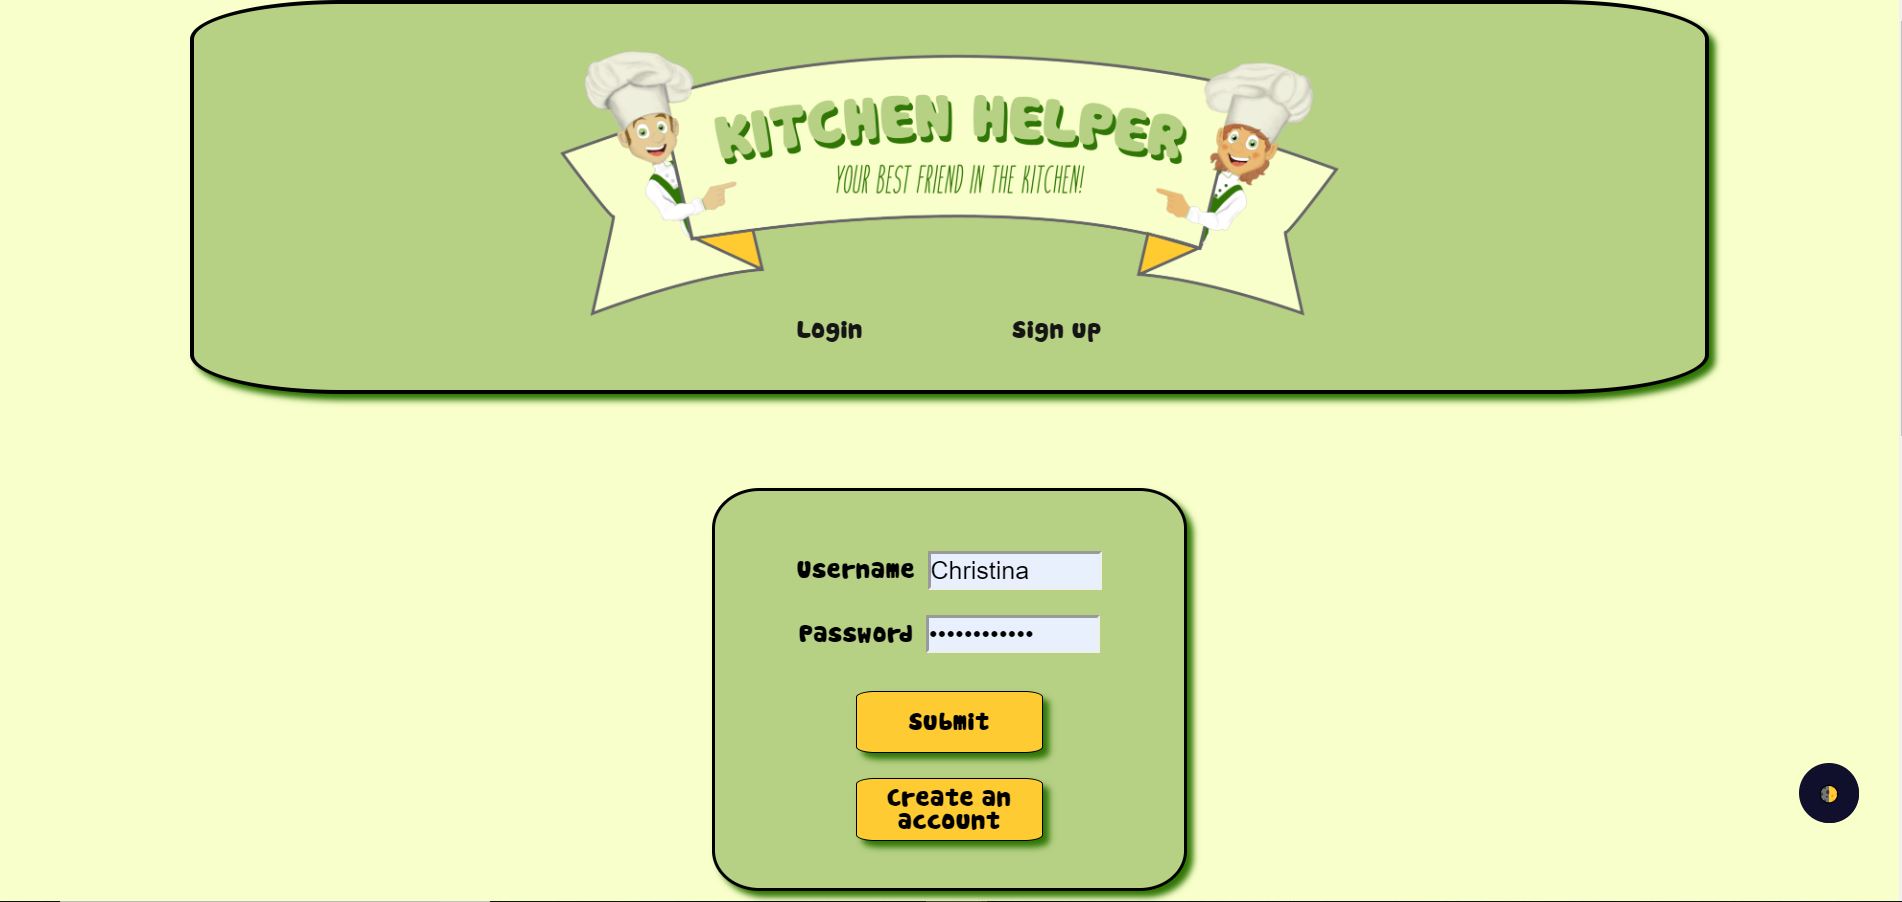 KITCHEN HELPER
YOUR BEST FRIEND IN THE KITCHEN!
Login Sign up
Username Christina
Password ••••••••••••
Submit
Create an
account